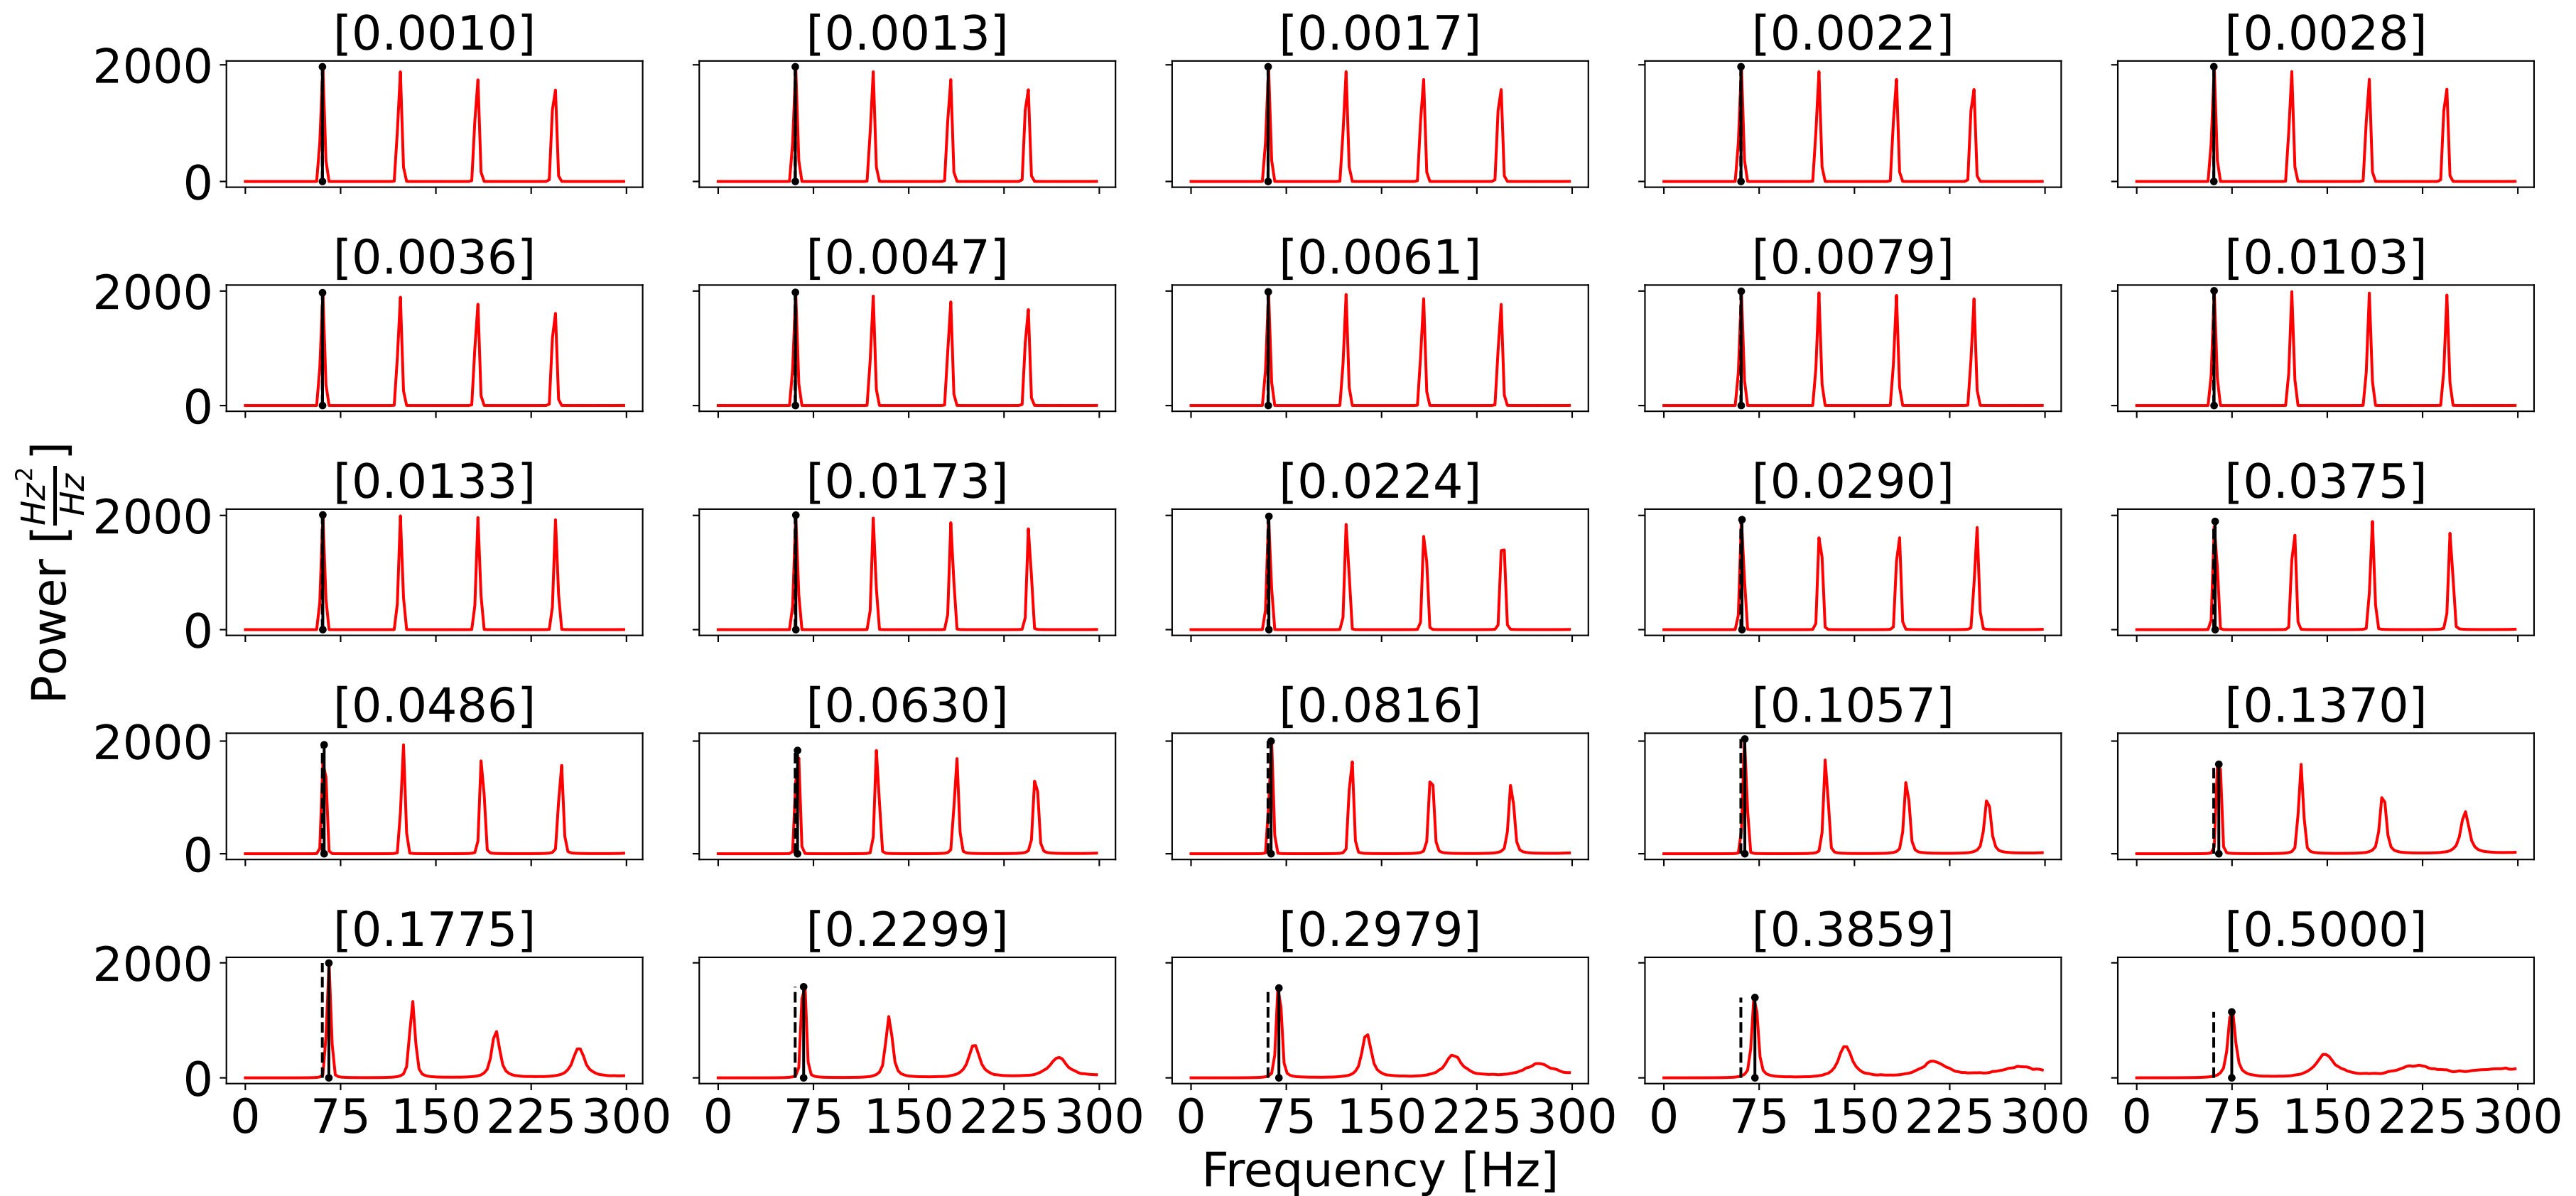 [0.0010] [0.0013] [0.0017] [0.0022] [0.0028]
2000
0
[0.0036] [0.0047] [0.0061] [0.0079] [0.0103]
2000
0
[0.0133] [0.0173] [0.0224] [0.0290] [0.0375]
2000
0
[0.0486] [0.0630] [0.0816] [0.1057] [0.1370]
2000
0
[0.1775] [0.2299] [0.2979] [0.3859] [0.5000]
2000
0
0 75 150 225 300 0 75 150 225 300 0 75 150 225 300 0 75 150 225 300 0 75 150 225 300
Frequency [Hz]
Power [Hz²/Hz]